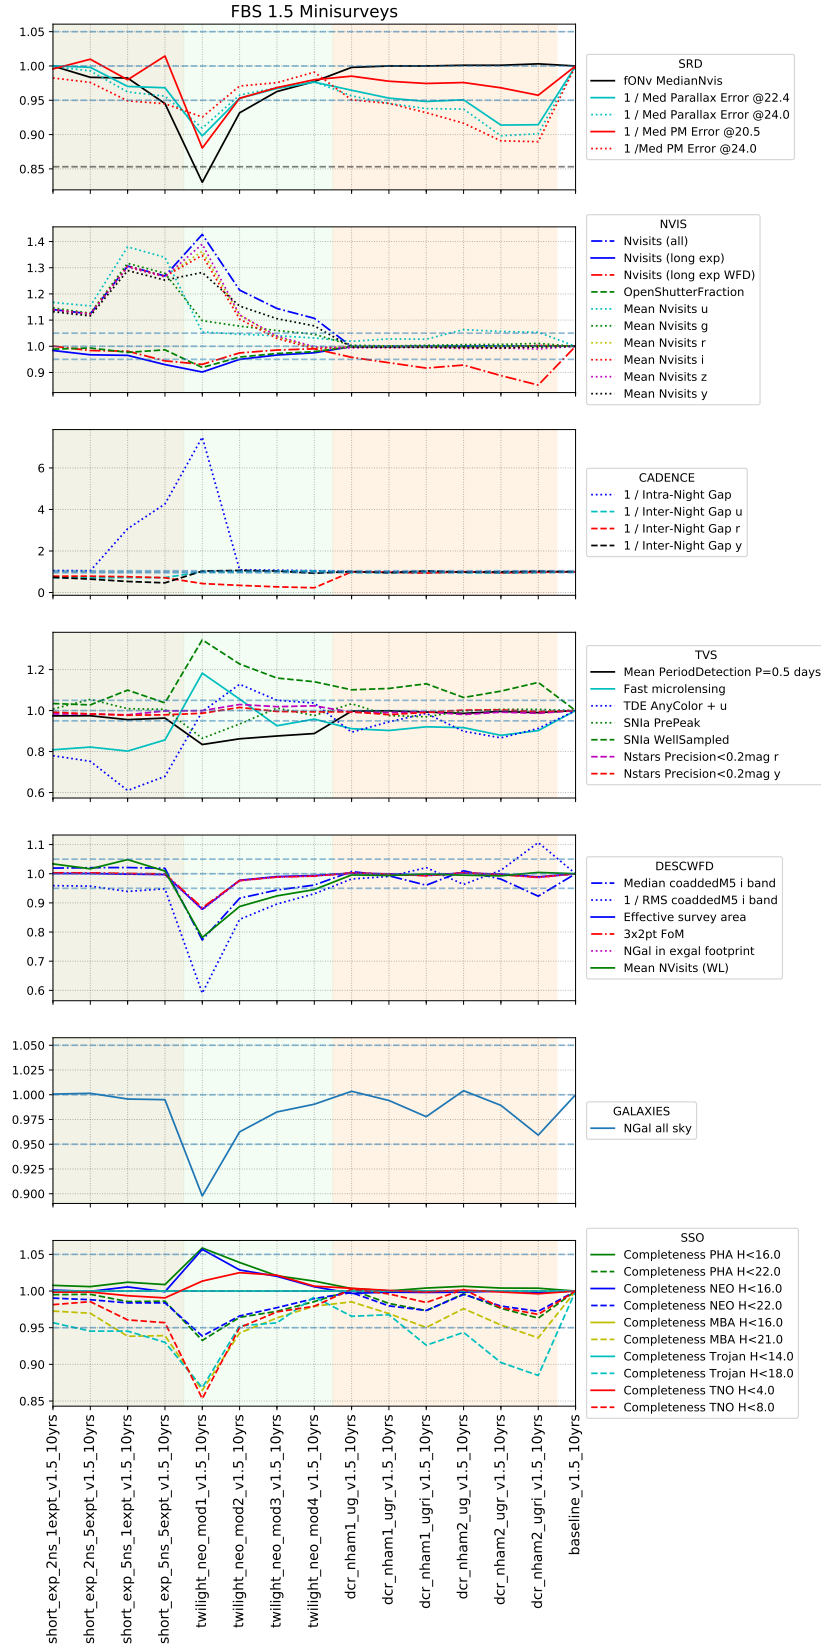 FBS 1.5 Minisurveys
1.05
1.00
0.95
0.90
0.85
SRD
fONv MedianNvis
1 / Med Parallax Error @22.4
1 / Med Parallax Error @24.0
1 / Med PM Error @20.5
1 /Med PM Error @24.0
1.4
1.3
1.2
1.1
1.0
0.9
NVIS
Nvisits (all)
Nvisits (long exp)
Nvisits (long exp WFD)
OpenShutterFraction
Mean Nvisits u
Mean Nvisits g
Mean Nvisits r
Mean Nvisits i
Mean Nvisits z
Mean Nvisits y
6
4
2
0
CADENCE
1 / Intra-Night Gap
1 / Inter-Night Gap u
1 / Inter-Night Gap r
1 / Inter-Night Gap y
1.2
1.0
0.8
0.6
TVS
Mean PeriodDetection P=0.5 days
Fast microlensing
TDE AnyColor + u
SNIa PrePeak
SNIa WellSampled
Nstars Precision<0.2mag r
Nstars Precision<0.2mag y
1.1
1.0
0.9
0.8
0.7
0.6
DESCWFD
Median coaddedM5 i band
1 / RMS coaddedM5 i band
Effective survey area
3x2pt FoM
NGal in exgal footprint
Mean NVisits (WL)
1.050
1.025
1.000
0.975
0.950
0.925
0.900
GALAXIES
NGal all sky
1.05
1.00
0.95
0.90
0.85
SSO
Completeness PHA H<16.0
Completeness PHA H<22.0
Completeness NEO H<16.0
Completeness NEO H<22.0
Completeness MBA H<16.0
Completeness MBA H<21.0
Completeness Trojan H<14.0
Completeness Trojan H<18.0
Completeness TNO H<4.0
Completeness TNO H<8.0
short_exp_2ns_1expt_v1.5_10yrs
short_exp_2ns_5expt_v1.5_10yrs
short_exp_5ns_1expt_v1.5_10yrs
short_exp_5ns_5expt_v1.5_10yrs
twilight_neo_mod1_v1.5_10yrs
twilight_neo_mod2_v1.5_10yrs
twilight_neo_mod3_v1.5_10yrs
twilight_neo_mod4_v1.5_10yrs
dcr_nham1_ug_v1.5_10yrs
dcr_nham1_ugr_v1.5_10yrs
dcr_nham1_ugri_v1.5_10yrs
dcr_nham2_ug_v1.5_10yrs
dcr_nham2_ugr_v1.5_10yrs
dcr_nham2_ugri_v1.5_10yrs
baseline_v1.5_10yrs